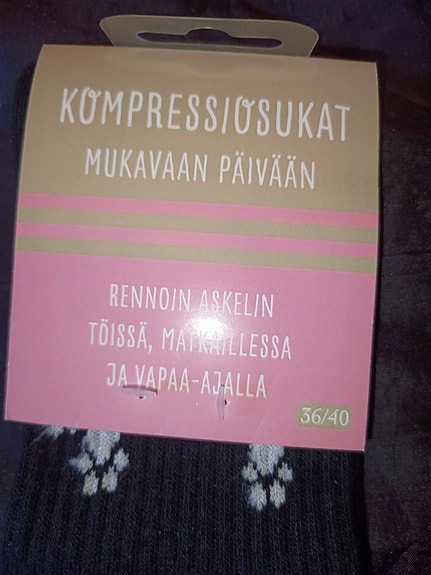 KOMPRESSIOSUKAT
MUKAVAAN PÄIVÄÄN
RENNOIN ASKELIN
TÖISSÄ, MATKAILLESSA
JA VAPAA-AJALLA
36/40